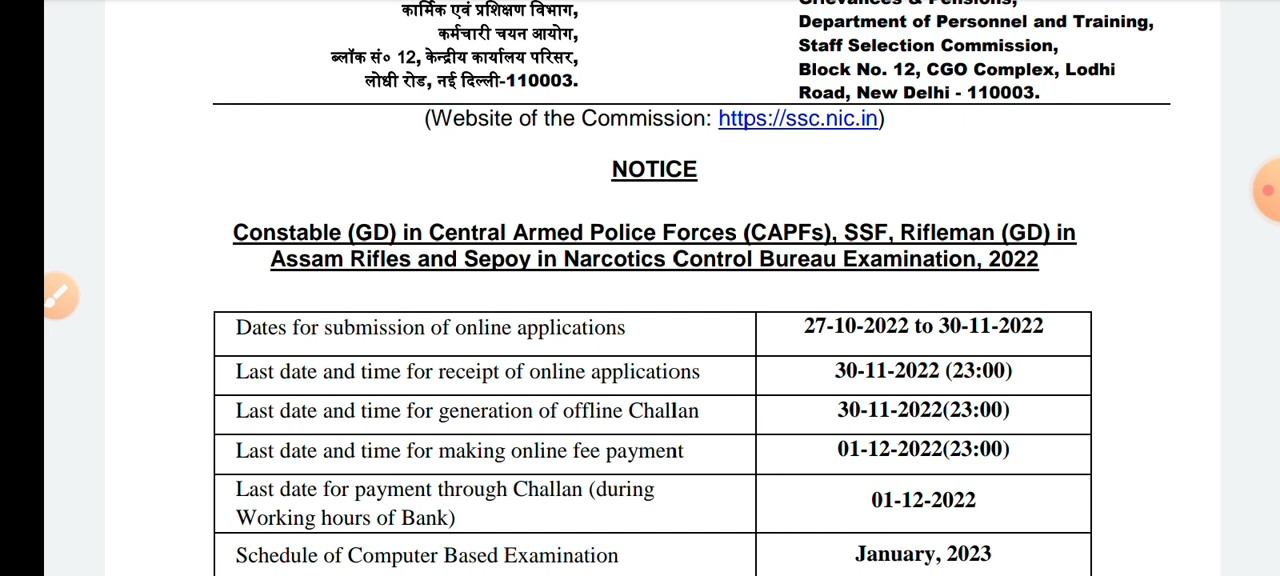 कार्मिक एवं प्रशिक्षण विभाग,
कर्मचारी चयन आयोग,
ब्लॉक सं० 12, केन्द्रीय कार्यालय परिसर,
लोधी रोड, नई दिल्ली-110003.
Grievances & Pensions,
Department of Personnel and Training,
Staff Selection Commission,
Block No. 12, CGO Complex, Lodhi
Road, New Delhi - 110003.
(Website of the Commission: https://ssc.nic.in)
NOTICE
Constable (GD) in Central Armed Police Forces (CAPFs), SSF, Rifleman (GD) in
Assam Rifles and Sepoy in Narcotics Control Bureau Examination, 2022
Dates for submission of online applications 27-10-2022 to 30-11-2022
Last date and time for receipt of online applications 30-11-2022 (23:00)
Last date and time for generation of offline Challan 30-11-2022(23:00)
Last date and time for making online fee payment 01-12-2022(23:00)
Last date for payment through Challan (during
Working hours of Bank) 01-12-2022
Schedule of Computer Based Examination January, 2023